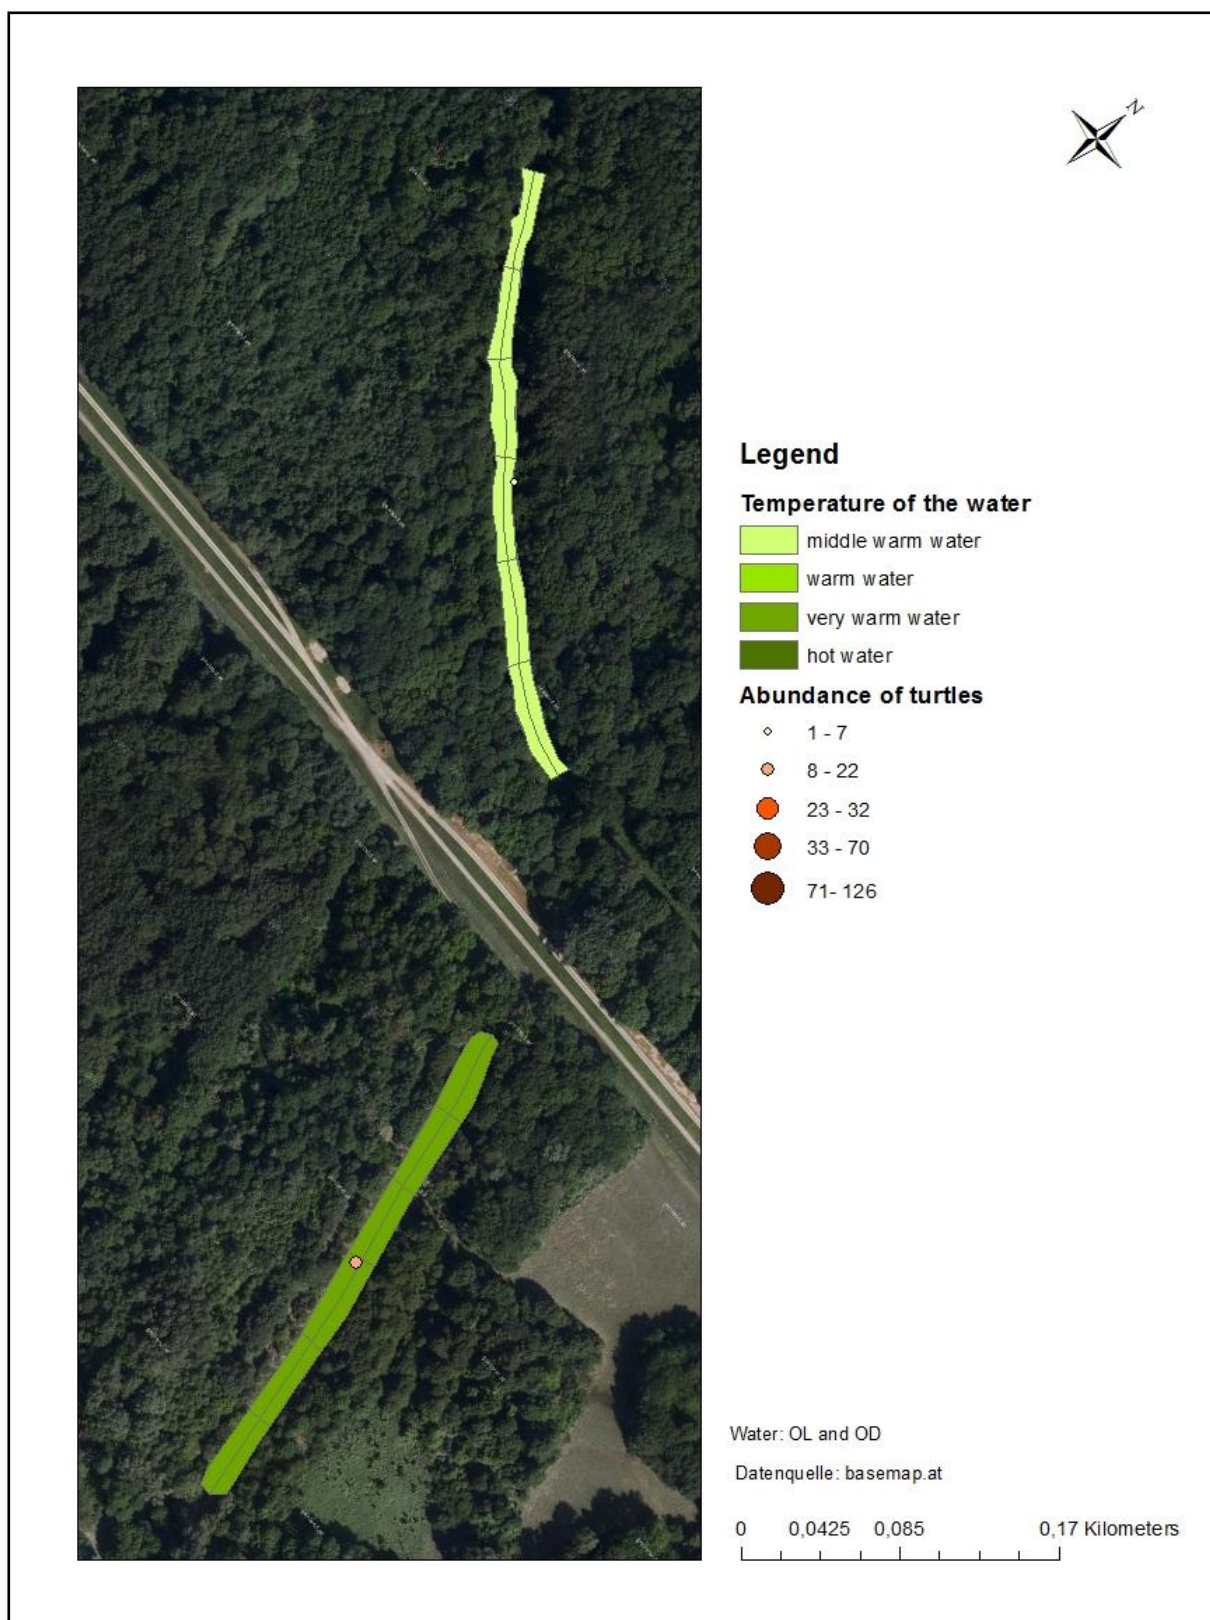 N
Legend
Temperature of the water
middle warm water
warm water
very warm water
hot water
Abundance of turtles
1 - 7
8 - 22
23 - 32
33 - 70
71- 126
Water: OL and OD
Datenquelle: basemap.at
0 0,0425 0,085 0,17 Kilometers